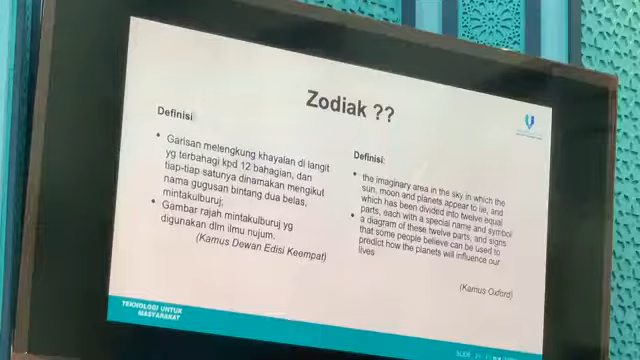 Zodiak ??
Definisi
• Garisan melengkung khayalan di langit
yg terbahagi kpd 12 bahagian, dan
tiap-tiap satunya dinamakan mengikut
nama gugusan bintang dua belas,
mintakulburuj;
• Gambar rajah mintakulburuj yg
digunakan dlm ilmu nujum.
(Kamus Dewan Edisi Keempat)
Definisi:
• the imaginary area in the sky in which the
sun, moon and planets appear to lie, and
which has been divided into twelve equal
parts, each with a special name and symbol
• a diagram of these twelve parts, and signs
that some people believe can be used to
predict how the planets will influence our
lives
(Kamus Oxford)
TEKNOLOGI UNTUK
MASYARAKAT